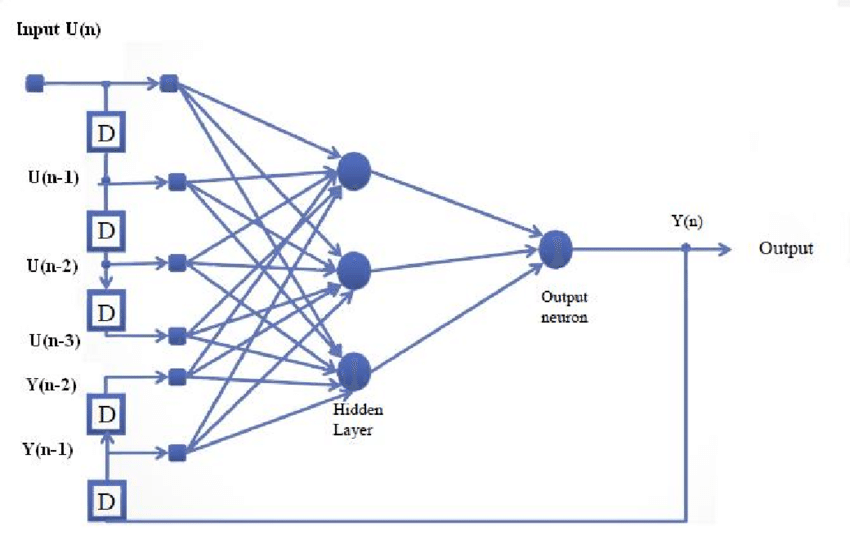 Input U(n)
D
U(n-1)
D
U(n-2)
D
U(n-3)
Y(n-2)
D
Y(n-1)
D
Hidden
Layer
Output
neuron
Y(n)
Output